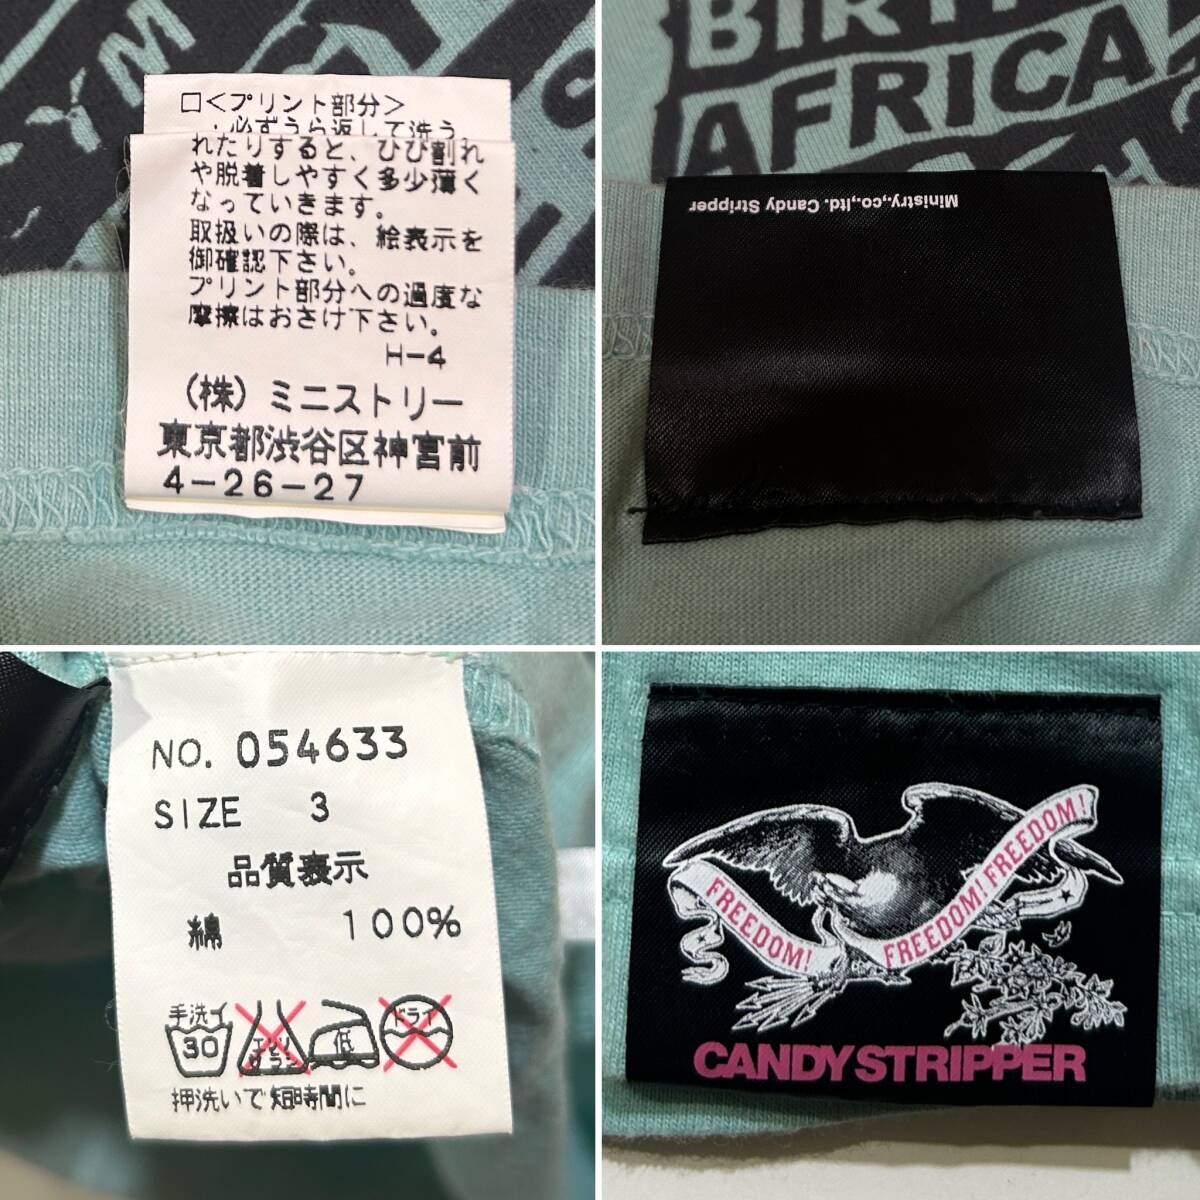 □<プリント部分>
・必ずうら返して洗う。
れたりすると、ひび割れ
や脱着しやすく多少薄く
なっていきます。
取扱いの際は、絵表示を
御確認下さい。
プリント部分への過度な
摩擦はおさけ下さい。
H-4
(株)ミニストリー
東京都渋谷区神宮前
4-26-27
AFRICA
Ministry.,co.,ltd. Candy Stripper
NO. 054633
SIZE 3
品質表示
綿 100%
手洗イ
30
エンソ
サラシ
低
ドライ
押洗いで短時間に
FREEDOM!
FREEDOM! FREEDOM!
CANDY STRIPPER